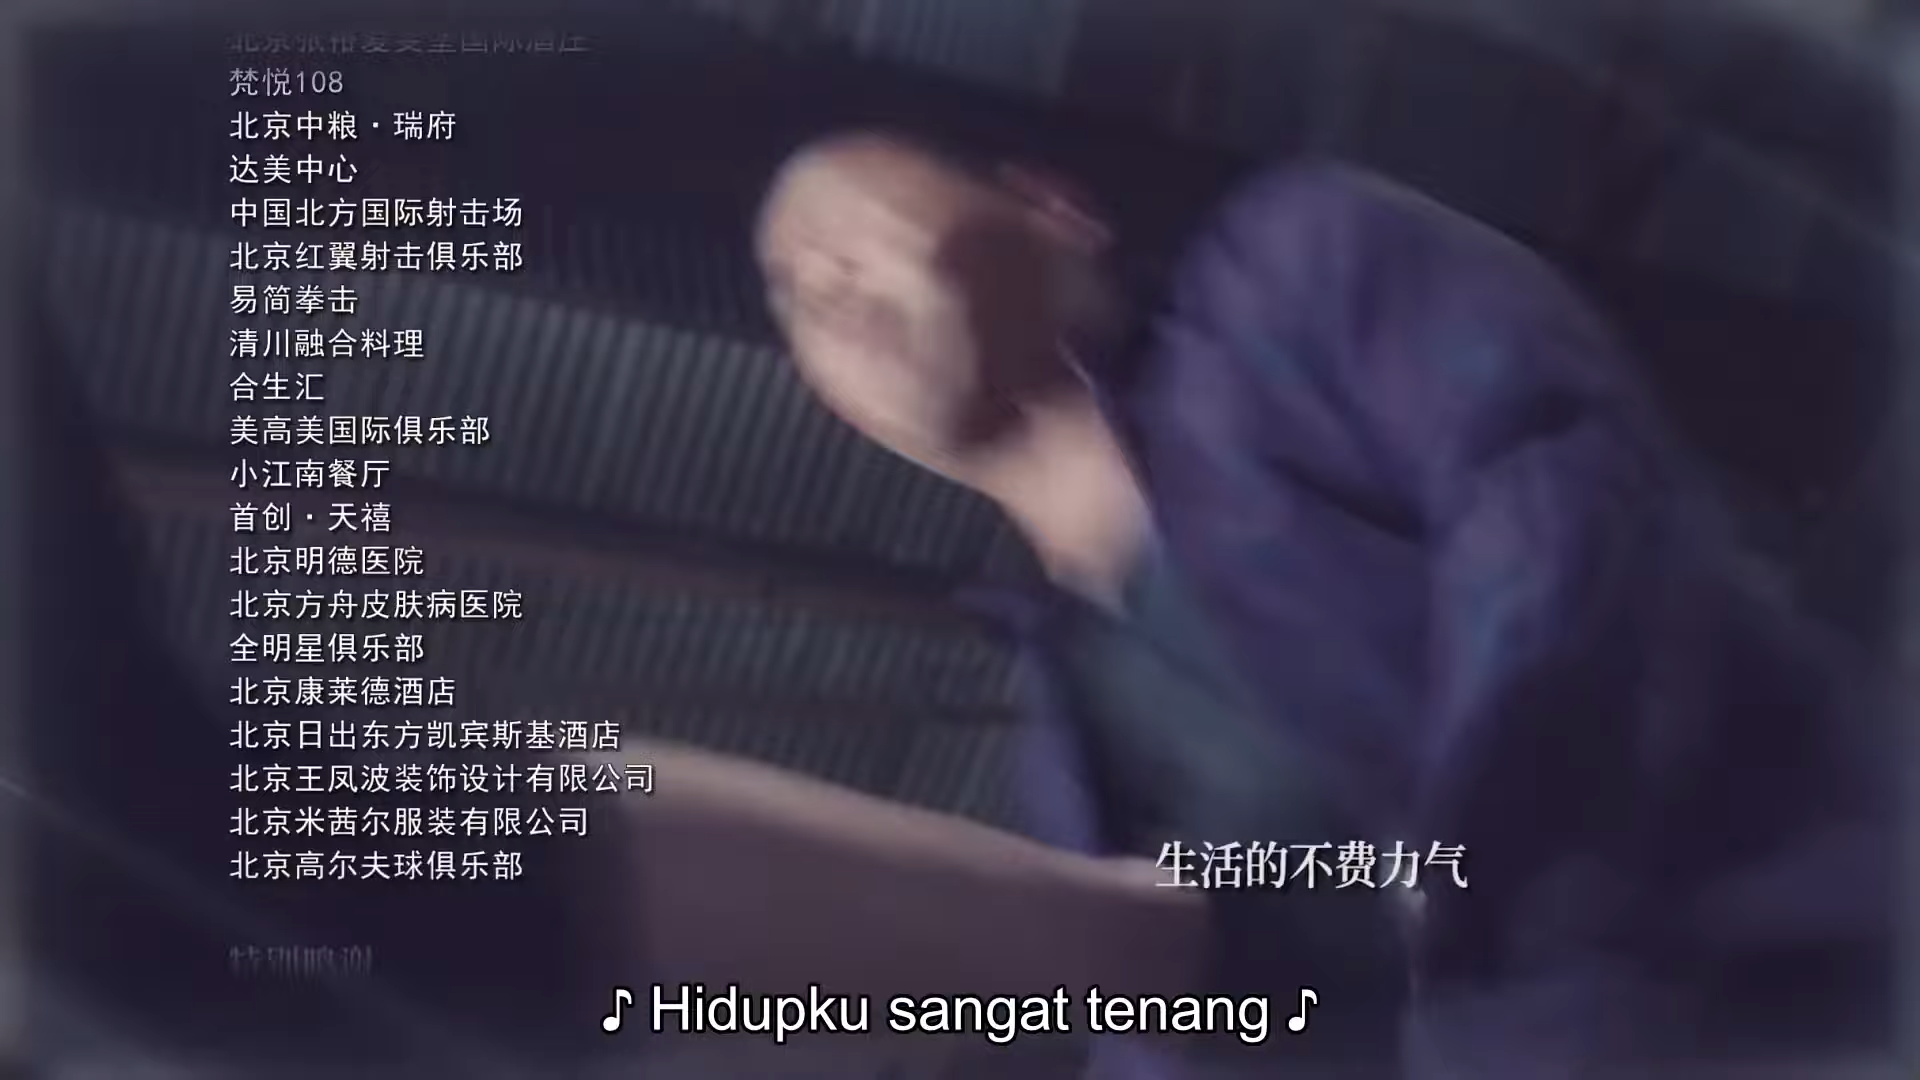 梵悦108
北京中粮·瑞府
达美中心
中国北方国际射击场
北京红翼射击俱乐部
易简拳击
清川融合料理
合生汇
美高美国际俱乐部
小江南餐厅
首创·天禧
北京明德医院
北京方舟皮肤病医院
全明星俱乐部
北京康莱德酒店
北京日出东方凯宾斯基酒店
北京王凤波装饰设计有限公司
北京米茜尔服装有限公司
北京高尔夫球俱乐部
生活的不费力气
特别鸣谢
♪ Hidupku sangat tenang ♪